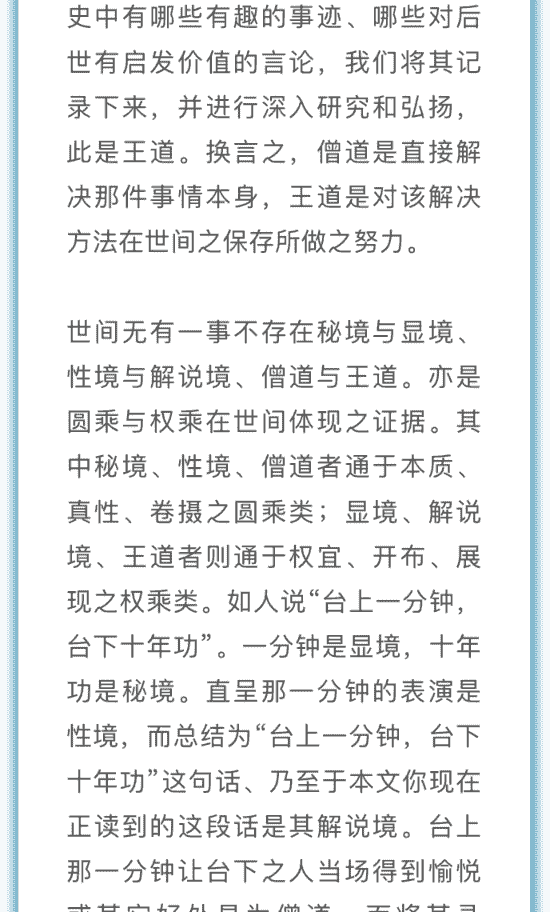 史中有哪些有趣的事迹、哪些对后
世有启发价值的言论，我们将其记
录下来，并进行深入研究和弘扬，
此是王道。换言之，僧道是直接解
决那件事情本身，王道是对该解决
方法在世间之保存所做之努力。
世间无有一事不存在秘境与显境、
性境与解说境、僧道与王道。亦是
圆乘与权乘在世间体现之证据。其
中秘境、性境、僧道者通于本质、
真性、卷摄之圆乘类；显境、解说
境、王道者则通于权宜、开布、展
现之权乘类。如人说“台上一分钟，
台下十年功”。一分钟是显境，十年
功是秘境。直呈那一分钟的表演是
性境，而总结为“台上一分钟，台下
十年功”这句话、乃至于本文你现在
正读到的这段话是其解说境。台上
那一分钟让台下之人当场得到愉悦